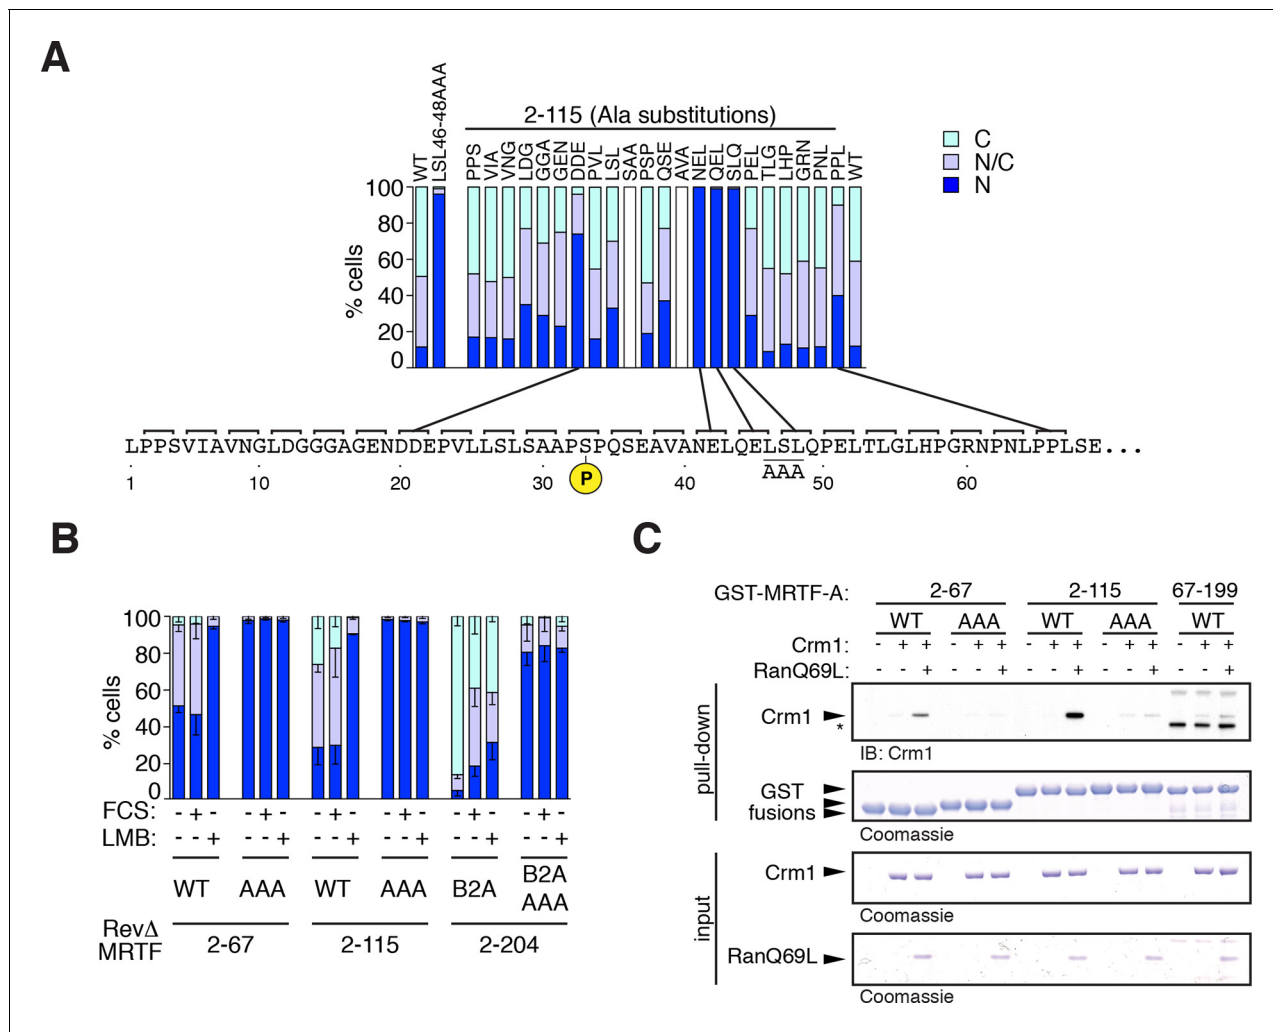 A
2-115 (Ala substitutions)
WT
LSL46-48AAA
PPS
VIA
VNG
LDG
GGA
GEN
DDE
PVL
LSL
SAA
PSP
QSE
AVA
NEL
QEL
SLQ
PEL
TLG
LHP
GRN
PNL
PPL
WT
C
N/C
N
% cells
100
80
60
40
20
0
LPPSVIAVNGLDGGGAGENDDEPVLLSLSAAPSPQSEAVANELQELSLQPELTLGLHPGRNPNLPPLSE...
P
AAA
1 10 20 30 40 50 60
B
% cells
100
80
60
40
20
0
FCS: - + - - + - - + - - + - - + - - + -
LMB: - - + - - + - - + - - + - - + - - +
WT AAA WT AAA B2A B2A AAA
RevΔ MRTF
2-67 2-115 2-204
C
GST-MRTF-A: 2-67 2-115 67-199
WT AAA WT AAA WT
Crm1: - + + - + + - + + - + + - + +
RanQ69L: - - + - - + - - + - - + - - +
pull-down
Crm1
*
IB: Crm1
GST fusions
Coomassie
input
Crm1
Coomassie
RanQ69L
Coomassie